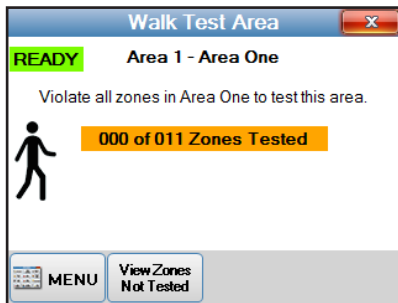 Walk Test Area
x
READY
Area 1 - Area One
Violate all zones in Area One to test this area.
000 of 011 Zones Tested
MENU
View Zones
Not Tested